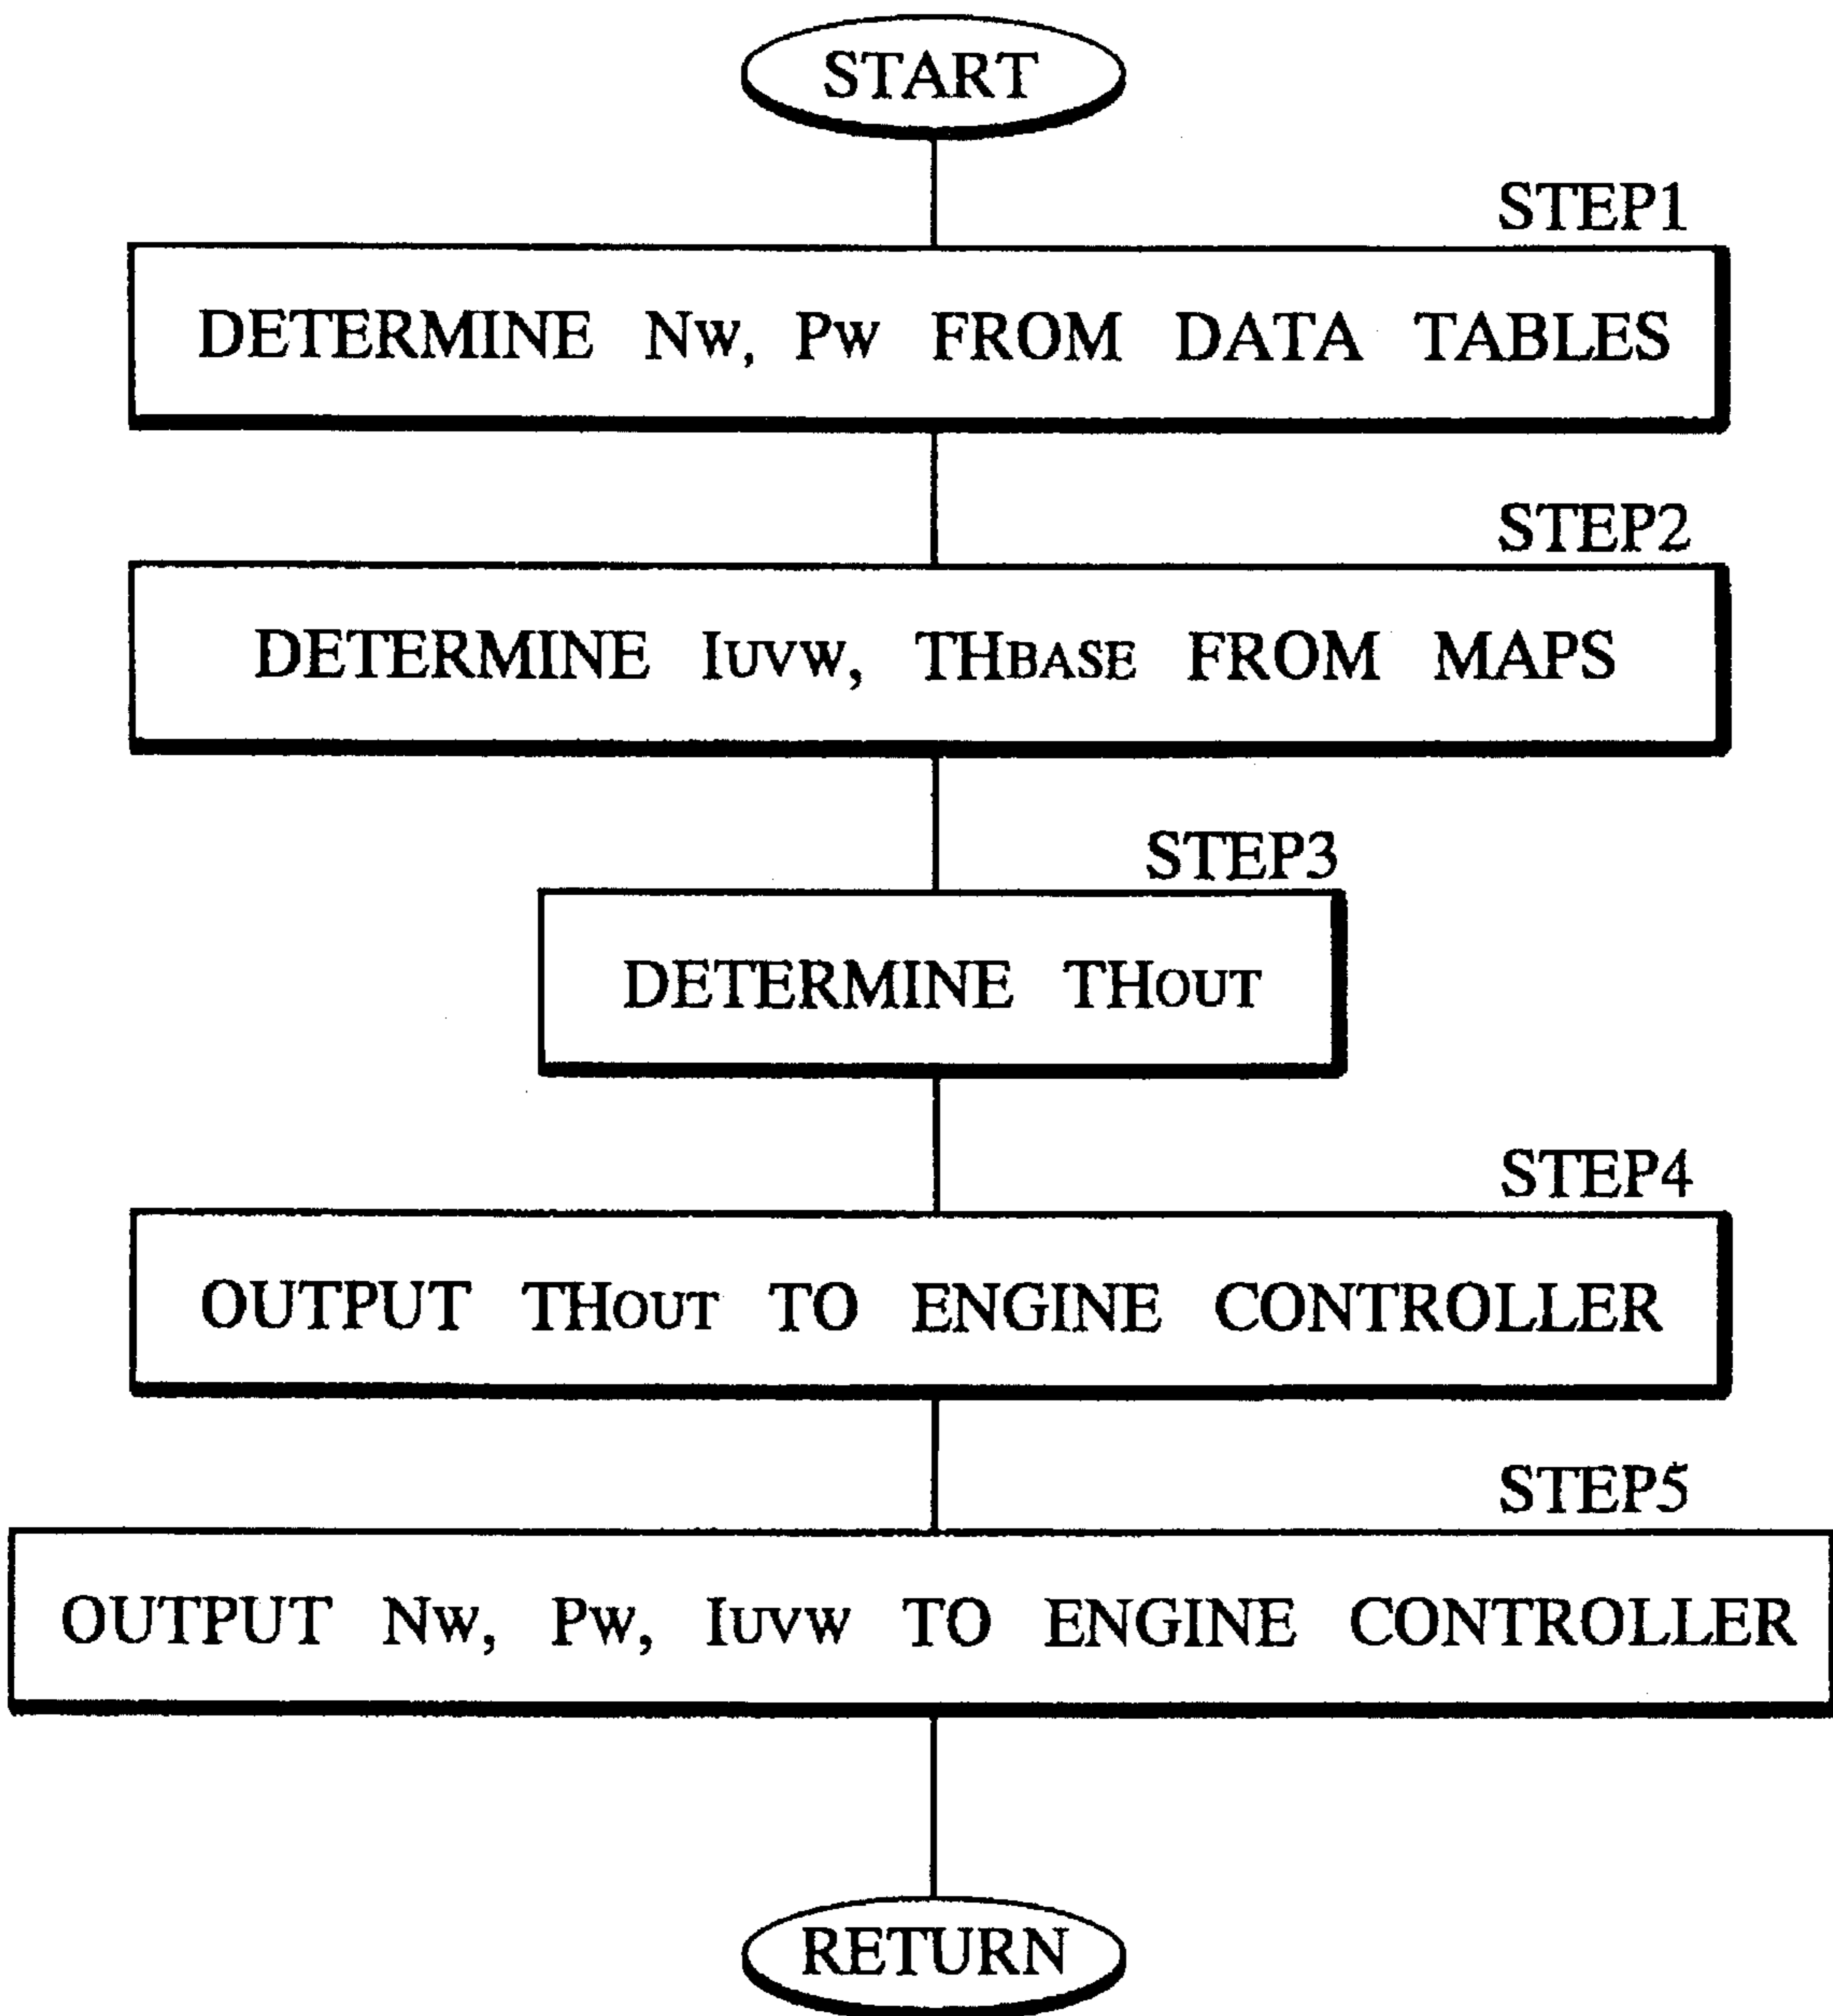 START
STEP1
DETERMINE Nw, Pw FROM DATA TABLES
STEP2
DETERMINE IUVW, THBASE FROM MAPS
STEP3
DETERMINE THOUT
STEP4
OUTPUT THOUT TO ENGINE CONTROLLER
STEP5
OUTPUT Nw, Pw, IUVW TO ENGINE CONTROLLER
RETURN